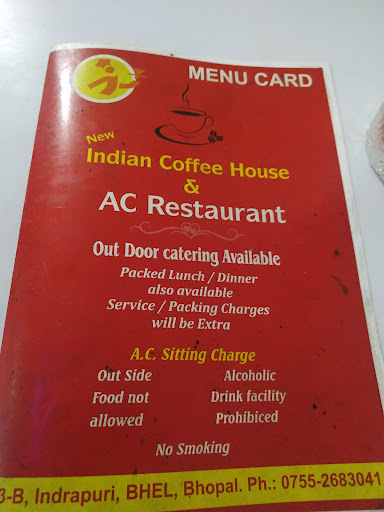 MENU CARD
New
Indian Coffee House
&
AC Restaurant
Out Door catering Available
Packed Lunch / Dinner
also available
Service / Packing Charges
will be Extra
A.C. Sitting Charge
Out Side
Food not
allowed
Alcoholic
Drink facility
Prohibiced
No Smoking
3-B, Indrapuri, BHEL, Bhopal. Ph.: 0755-2683041